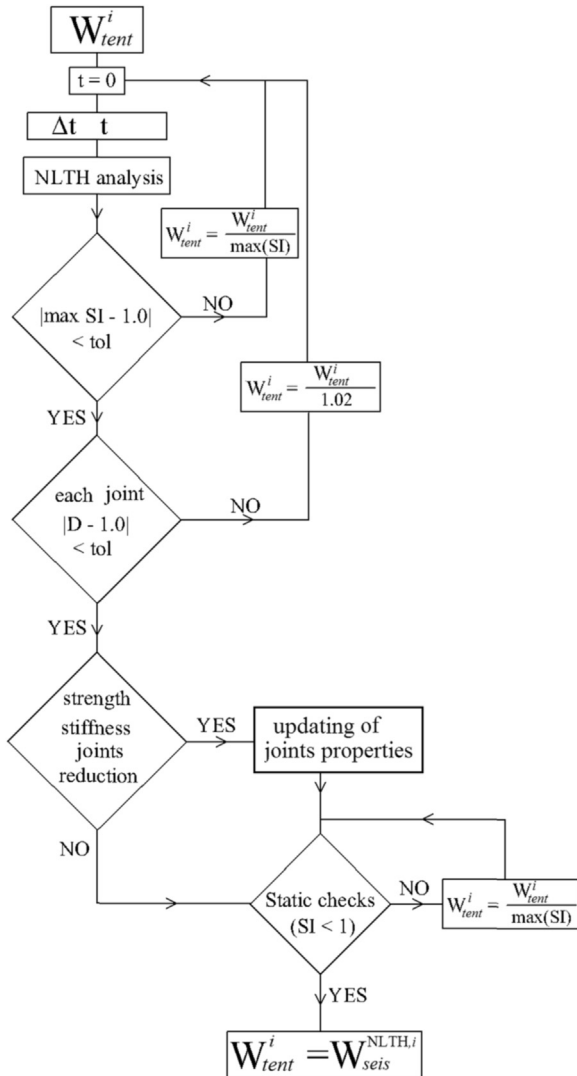 W^i_tent
t = 0
Δt t
NLTH analysis
W^i_tent = W^i_tent / max(SI)
|max SI - 1.0|
< tol
NO
YES
W^i_tent = W^i_tent / 1.02
each joint
|D - 1.0|
< tol
NO
YES
strength
stiffness
joints
reduction
YES
updating of
joints properties
NO
Static checks
(SI < 1)
NO
W^i_tent = W^i_tent / max(SI)
YES
W^i_tent = W^NLTH,i_seis